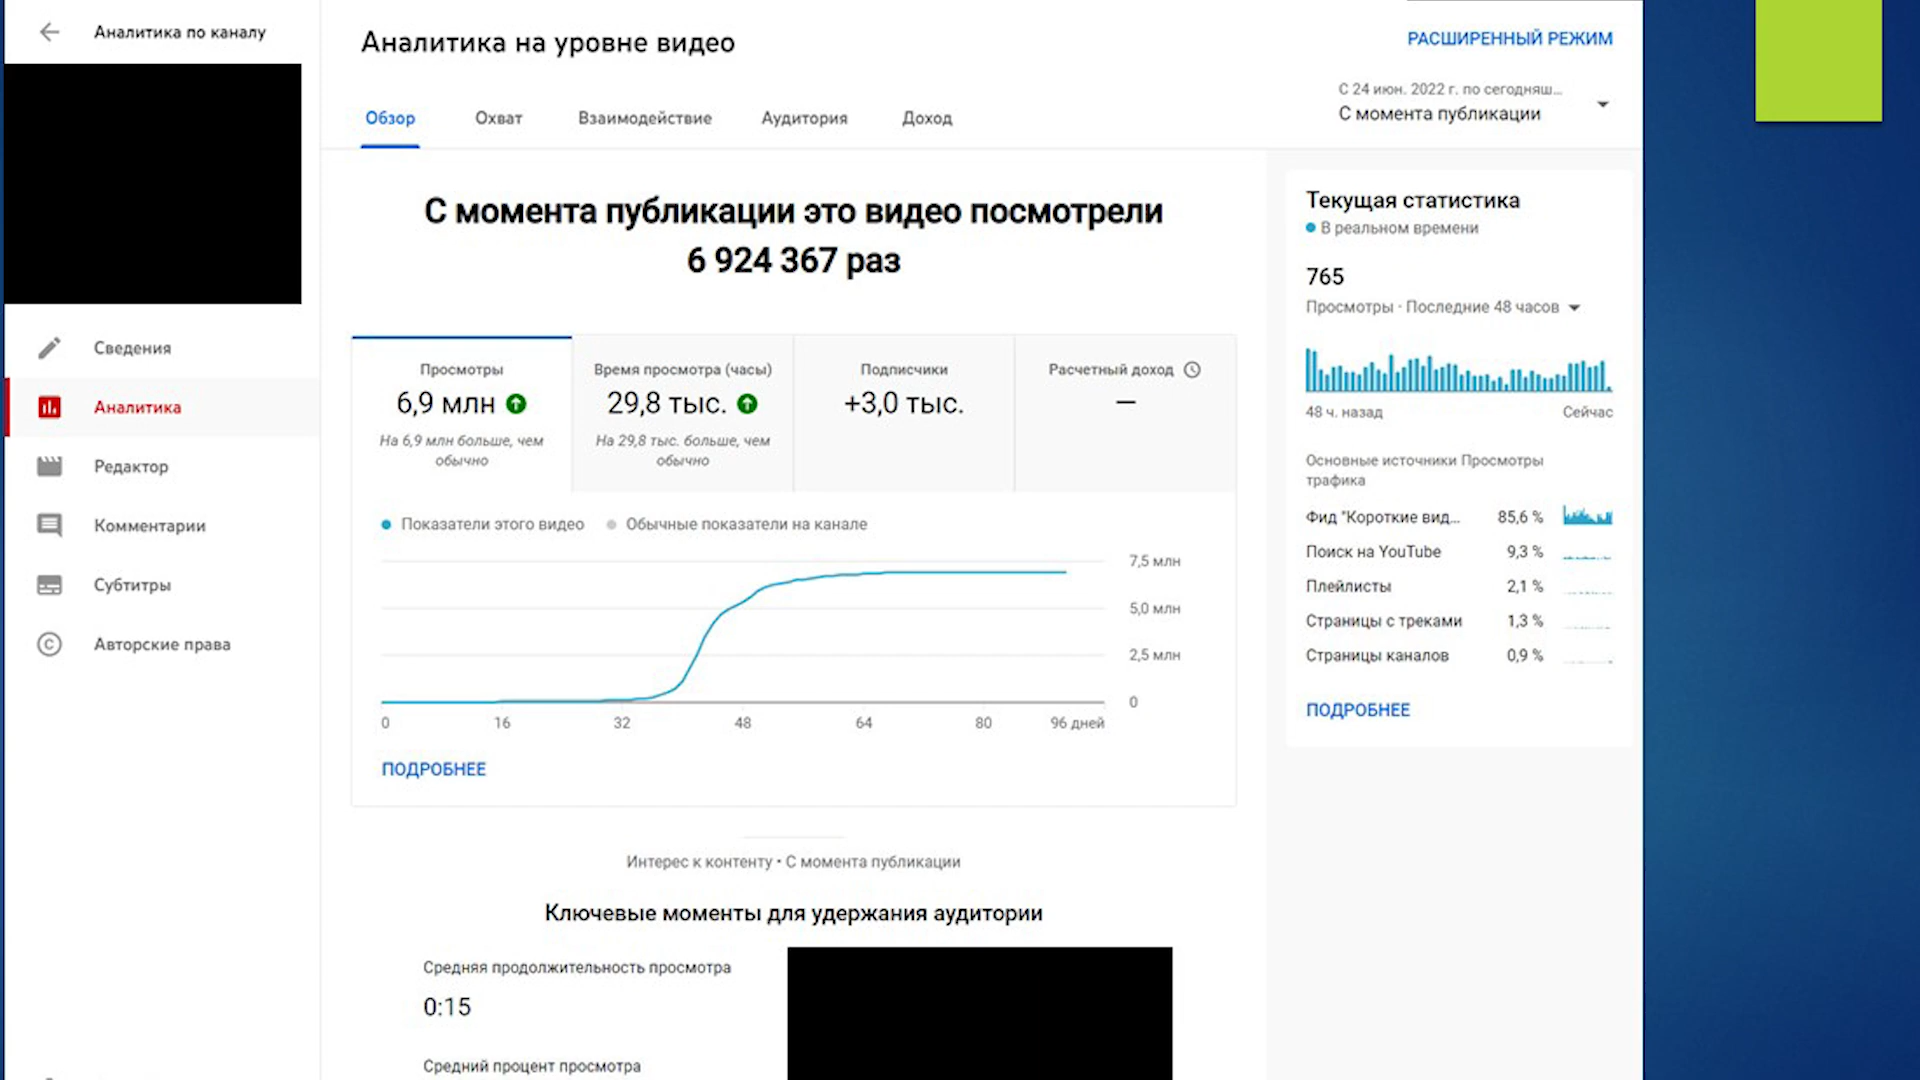 Аналитика по каналу
Сведения
Аналитика
Редактор
Комментарии
Субтитры
Авторские права
Аналитика на уровне видео
РАСШИРЕННЫЙ РЕЖИМ
Обзор
Охват
Взаимодействие
Аудитория
Доход
С 24 июн. 2022 г. по сегодняш...
С момента публикации
С момента публикации это видео посмотрели
6 924 367 раз
Просмотры
6,9 млн
На 6,9 млн больше, чем
обычно
Время просмотра (часы)
29,8 тыс.
На 29,8 тыс. больше, чем
обычно
Подписчики
+3,0 тыс.
Расчетный доход
—
Показатели этого видео
Обычные показатели на канале
7,5 млн
5,0 млн
2,5 млн
0
0 16 32 48 64 80 96 дней
ПОДРОБНЕЕ
Интерес к контенту • С момента публикации
Ключевые моменты для удержания аудитории
Средняя продолжительность просмотра
0:15
Средний процент просмотра
Текущая статистика
В реальном времени
765
Просмотры · Последние 48 часов
48 ч. назад Сейчас
Основные источники Просмотры
трафика
Фид "Короткие вид... 85,6 %
Поиск на YouTube 9,3 %
Плейлисты 2,1 %
Страницы с треками 1,3 %
Страницы каналов 0,9 %
ПОДРОБНЕЕ